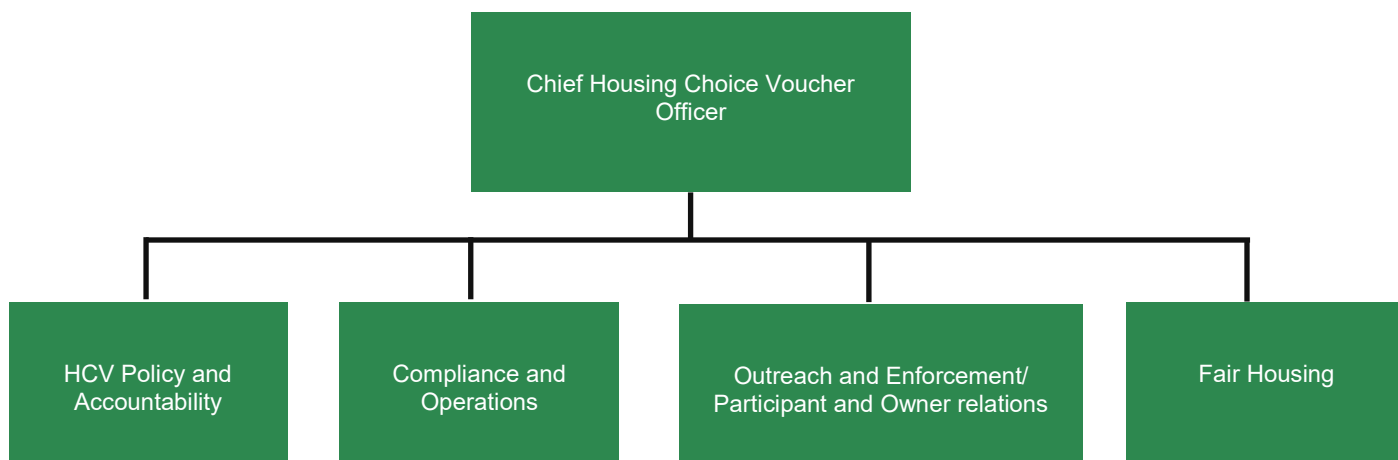 Chief Housing Choice Voucher
Officer
HCV Policy and
Accountability
Compliance and
Operations
Outreach and Enforcement/
Participant and Owner relations
Fair Housing